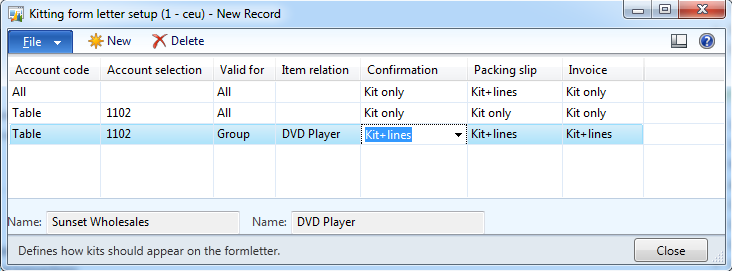 Kitting form letter setup (1 - ceu) - New Record
File New Delete
Account code Account selection Valid for Item relation Confirmation Packing slip Invoice
All All Kit only Kit+lines Kit only
Table 1102 All Kit only Kit only Kit only
Table 1102 Group DVD Player Kit+lines Kit+lines Kit+lines
Name: Sunset Wholesales Name: DVD Player
Defines how kits should appear on the formletter. Close